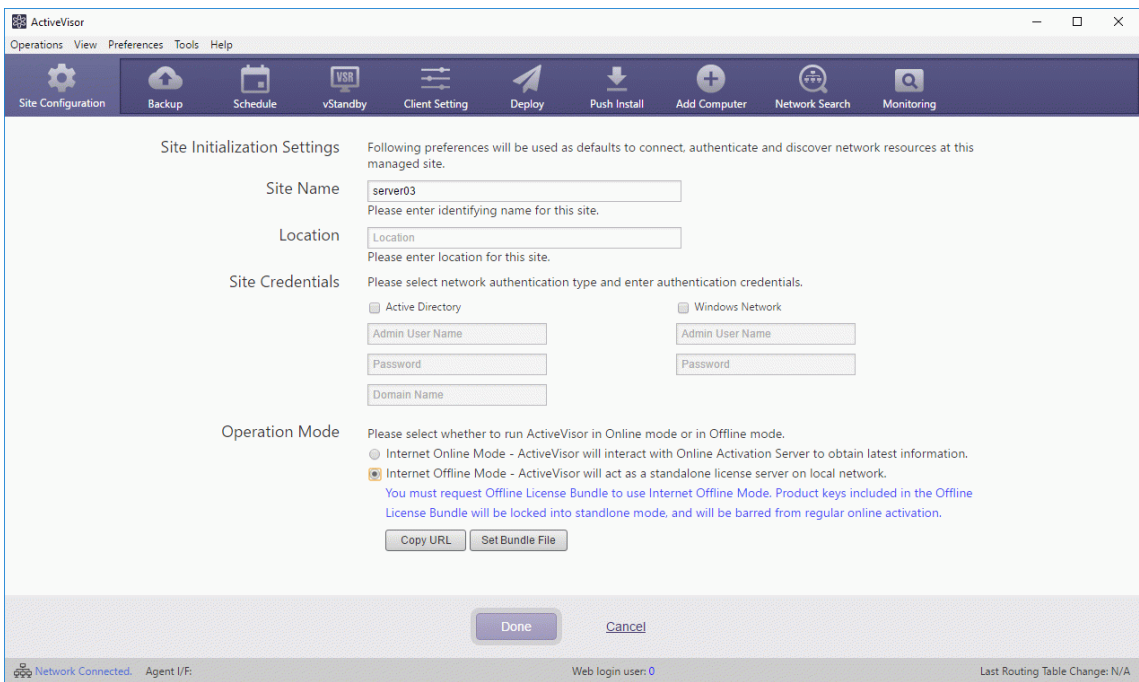 ActiveVisor
Operations View Preferences Tools Help
Site Configuration Backup Schedule VSR vStandby Client Setting Deploy Push Install Add Computer Network Search Monitoring
Site Initialization Settings Following preferences will be used as defaults to connect, authenticate and discover network resources at this
managed site.
Site Name server03
Please enter identifying name for this site.
Location Location
Please enter location for this site.
Site Credentials Please select network authentication type and enter authentication credentials.
Active Directory Windows Network
Admin User Name Admin User Name
Password Password
Domain Name
Operation Mode Please select whether to run ActiveVisor in Online mode or in Offline mode.
Internet Online Mode - ActiveVisor will interact with Online Activation Server to obtain latest information.
Internet Offline Mode - ActiveVisor will act as a standalone license server on local network.
You must request Offline License Bundle to use Internet Offline Mode. Product keys included in the Offline
License Bundle will be locked into standlone mode, and will be barred from regular online activation.
Copy URL Set Bundle File
Done Cancel
Network Connected. Agent I/F: Web login user: 0 Last Routing Table Change: N/A